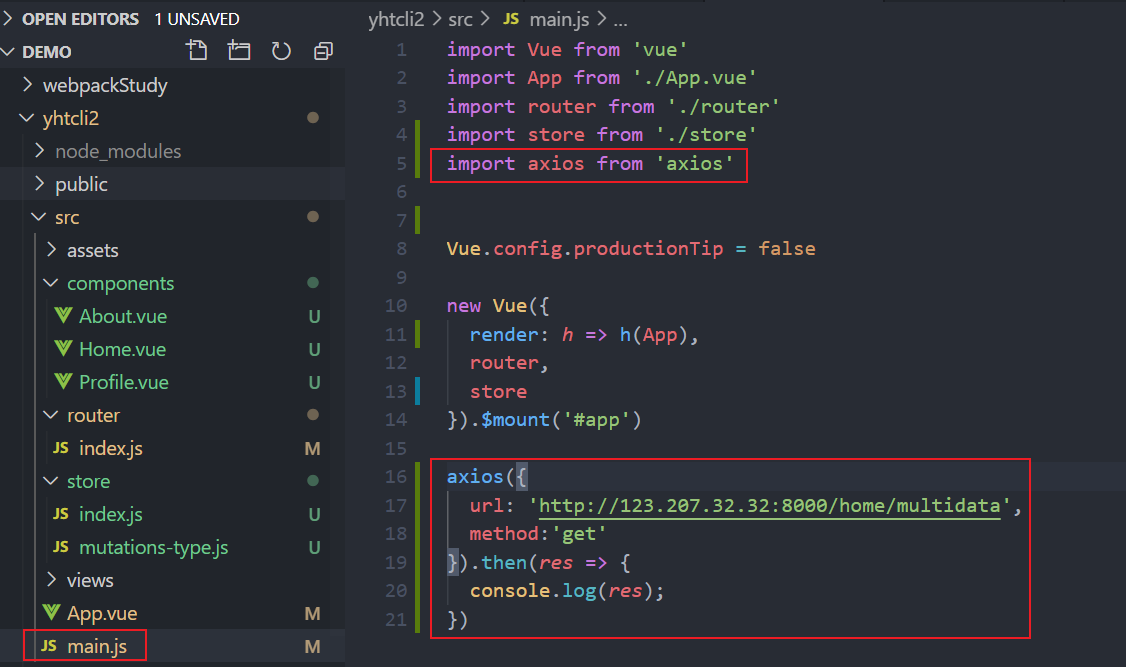 OPEN EDITORS 1 UNSAVED
DEMO
webpackStudy
yhtcli2
node_modules
public
src
assets
components
About.vue U
Home.vue U
Profile.vue U
router
JS index.js M
store
JS index.js U
JS mutations-type.js U
views
App.vue M
JS main.js M
yhtcli2 > src > JS main.js > ...
1 import Vue from 'vue'
2 import App from './App.vue'
3 import router from './router'
4 import store from './store'
5 import axios from 'axios'
6
7
8 Vue.config.productionTip = false
9
10 new Vue({
11 render: h => h(App),
12 router,
13 store
14 }).$mount('#app')
15
16 axios({
17 url: 'http://123.207.32.32:8000/home/multidata',
18 method:'get'
19 }).then(res => {
20 console.log(res);
21 })